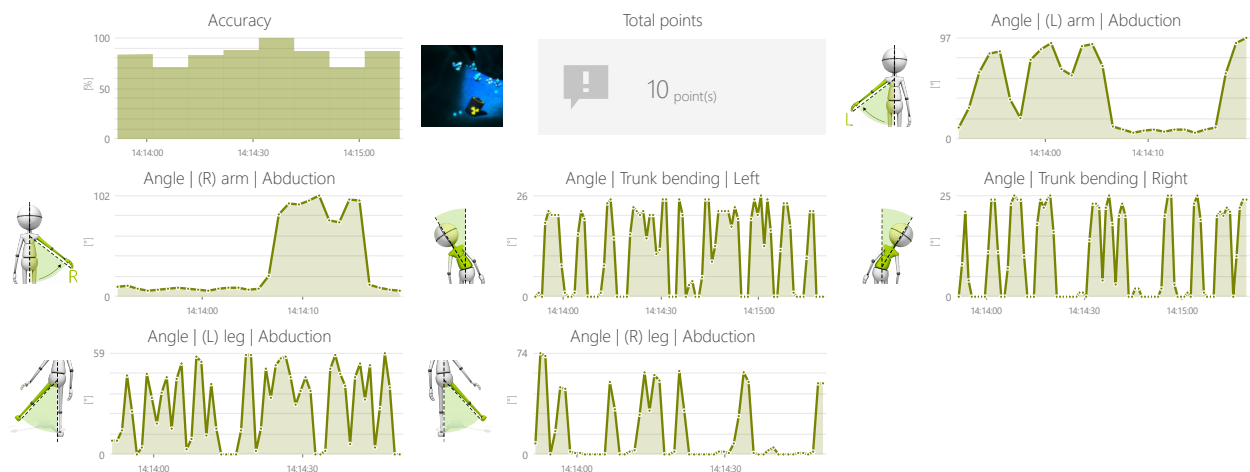 Accuracy
100
[%]
50
0
14:14:00 14:14:30 14:15:00
Total points
10 point(s)
Angle | (L) arm | Abduction
L
97
[°]
0
14:14:00 14:14:10
Angle | (R) arm | Abduction
R
102
[°]
0
14:14:00 14:14:10
Angle | Trunk bending | Left
26
[°]
0
14:14:00 14:14:30 14:15:00
Angle | Trunk bending | Right
25
[°]
0
14:14:00 14:14:30 14:15:00
Angle | (L) leg | Abduction
59
[°]
0
14:14:00 14:14:30
Angle | (R) leg | Abduction
74
[°]
0
14:14:00 14:14:30